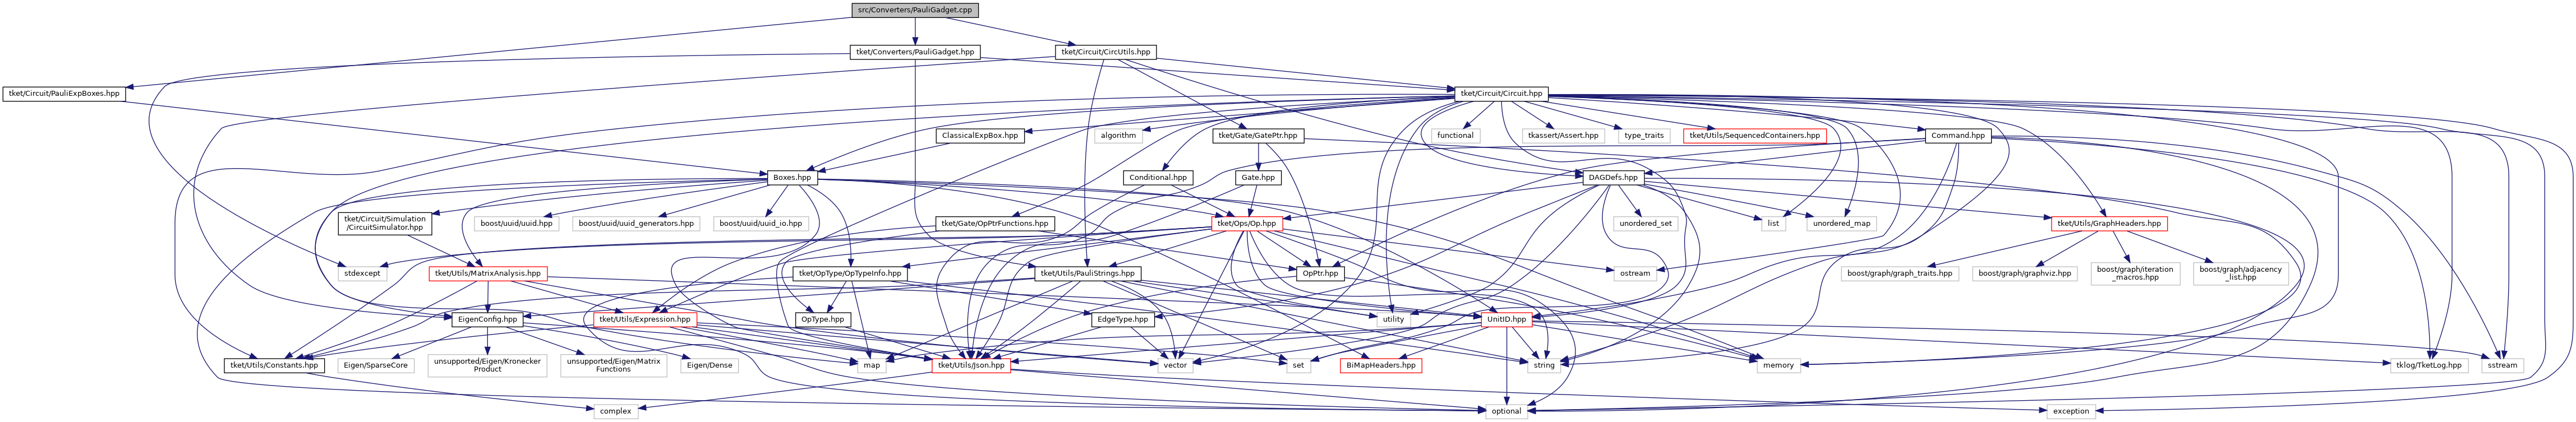 src/Converters/PauliGadget.cpp
tket/Converters/PauliGadget.hpp
tket/Circuit/CircUtils.hpp
tket/Circuit/PauliExpBoxes.hpp
tket/Circuit/Circuit.hpp
ClassicalExpBox.hpp
algorithm
tket/Gate/GatePtr.hpp
functional
tkassert/Assert.hpp
type_traits
tket/Utils/SequencedContainers.hpp
Command.hpp
Boxes.hpp
Conditional.hpp
Gate.hpp
DAGDefs.hpp
tket/Circuit/Simulation
/CircuitSimulator.hpp
boost/uuid/uuid.hpp
boost/uuid/uuid_generators.hpp
boost/uuid/uuid_io.hpp
tket/Gate/OpPtrFunctions.hpp
tket/Ops/Op.hpp
unordered_set
list
unordered_map
tket/Utils/GraphHeaders.hpp
stdexcept
tket/Utils/MatrixAnalysis.hpp
tket/OpType/OpTypeInfo.hpp
tket/Utils/PauliStrings.hpp
OpPtr.hpp
ostream
boost/graph/graph_traits.hpp
boost/graph/graphviz.hpp
boost/graph/iteration
_macros.hpp
boost/graph/adjacency
_list.hpp
EigenConfig.hpp
tket/Utils/Expression.hpp
OpType.hpp
EdgeType.hpp
utility
UnitID.hpp
tket/Utils/Constants.hpp
Eigen/SparseCore
unsupported/Eigen/Kronecker
Product
unsupported/Eigen/Matrix
Functions
Eigen/Dense
map
tket/Utils/Json.hpp
vector
set
BiMapHeaders.hpp
string
memory
tklog/TketLog.hpp
sstream
complex
optional
exception